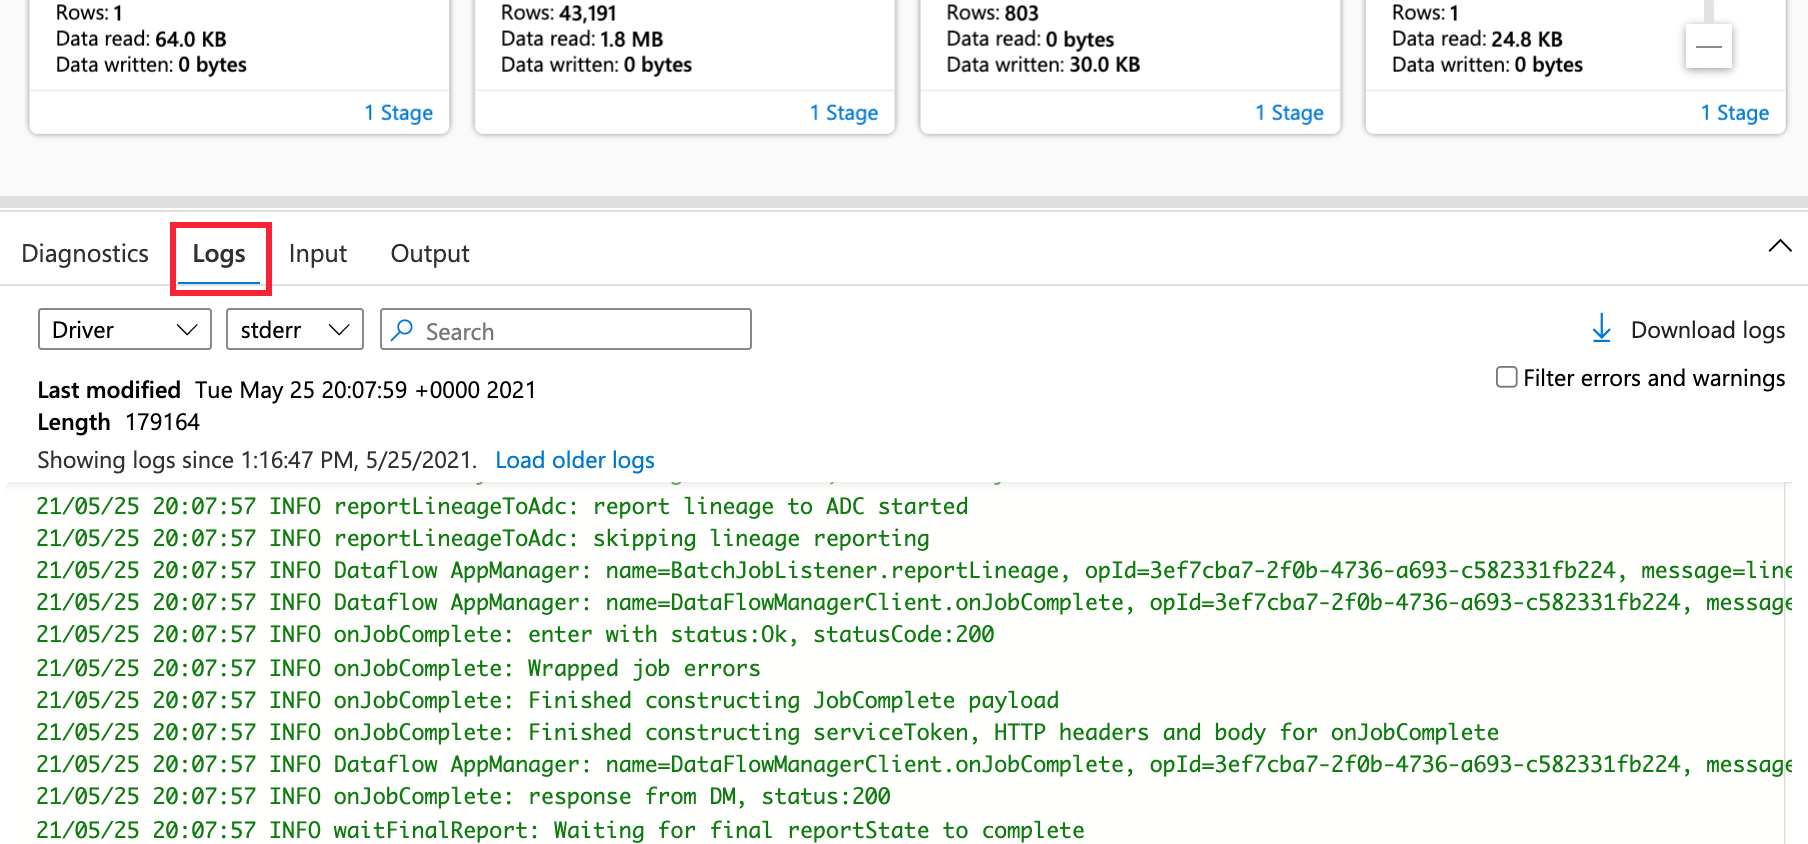 Rows: 1
Data read: 64.0 KB
Data written: 0 bytes
1 Stage
Rows: 43,191
Data read: 1.8 MB
Data written: 0 bytes
1 Stage
Rows: 803
Data read: 0 bytes
Data written: 30.0 KB
1 Stage
Rows: 1
Data read: 24.8 KB
Data written: 0 bytes
1 Stage
Diagnostics Logs Input Output
Driver stderr Search
Download logs
Filter errors and warnings
Last modified Tue May 25 20:07:59 +0000 2021
Length 179164
Showing logs since 1:16:47 PM, 5/25/2021. Load older logs
21/05/25 20:07:57 INFO reportLineageToAdc: report lineage to ADC started
21/05/25 20:07:57 INFO reportLineageToAdc: skipping lineage reporting
21/05/25 20:07:57 INFO Dataflow AppManager: name=BatchJobListener.reportLineage, opId=3ef7cba7-2f0b-4736-a693-c582331fb224, message=line
21/05/25 20:07:57 INFO Dataflow AppManager: name=DataFlowManagerClient.onJobComplete, opId=3ef7cba7-2f0b-4736-a693-c582331fb224, message
21/05/25 20:07:57 INFO onJobComplete: enter with status:Ok, statusCode:200
21/05/25 20:07:57 INFO onJobComplete: Wrapped job errors
21/05/25 20:07:57 INFO onJobComplete: Finished constructing JobComplete payload
21/05/25 20:07:57 INFO onJobComplete: Finished constructing serviceToken, HTTP headers and body for onJobComplete
21/05/25 20:07:57 INFO Dataflow AppManager: name=DataFlowManagerClient.onJobComplete, opId=3ef7cba7-2f0b-4736-a693-c582331fb224, message
21/05/25 20:07:57 INFO onJobComplete: response from DM, status:200
21/05/25 20:07:57 INFO waitFinalReport: Waiting for final reportState to complete